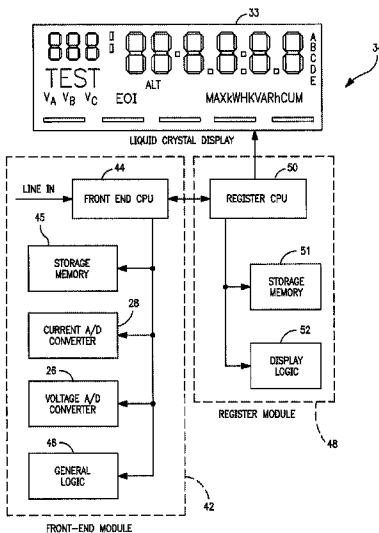 33
34
888 88:8.8.8.8
A
B
C
D
E
TEST
ALT
VA VB VC EOI MAXkWHKVARhCUM
LIQUID CRYSTAL DISPLAY
44
50
LINE IN
FRONT END CPU
REGISTER CPU
45
STORAGE MEMORY
51
STORAGE MEMORY
28
CURRENT A/D CONVERTER
52
DISPLAY LOGIC
26
VOLTAGE A/D CONVERTER
REGISTER MODULE
48
46
GENERAL LOGIC
42
FRONT-END MODULE